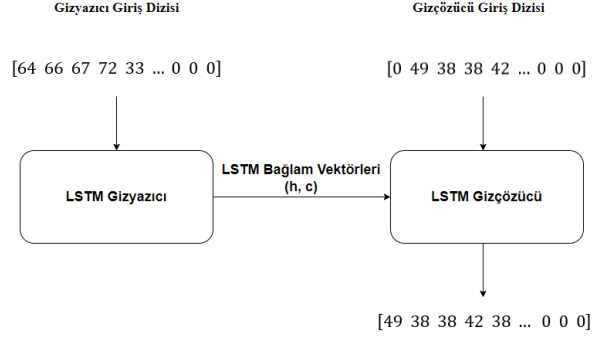 Gizyazıcı Giriş Dizisi
Gizçözücü Giriş Dizisi
[64 66 67 72 33 ... 0 0 0]
[0 49 38 38 42 ... 0 0 0]
LSTM Gizyazıcı
LSTM Bağlam Vektörleri
(h, c)
LSTM Gizçözücü
[49 38 38 42 38 ... 0 0 0]